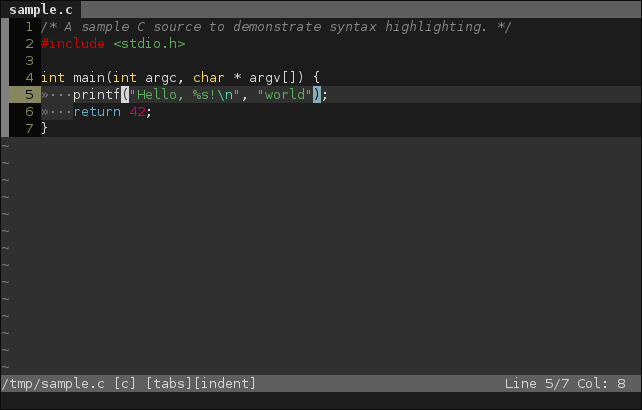 sample.c
1 /* A sample C source to demonstrate syntax highlighting. */
2 #include <stdio.h>
3
4 int main(int argc, char * argv[]) {
5 »···printf("Hello, %s!\n", "world");
6 »···return 42;
7 }
~
~
~
~
~
~
~
~
~
~
~
~
~
~
/tmp/sample.c [c] [tabs][indent] Line 5/7 Col: 8